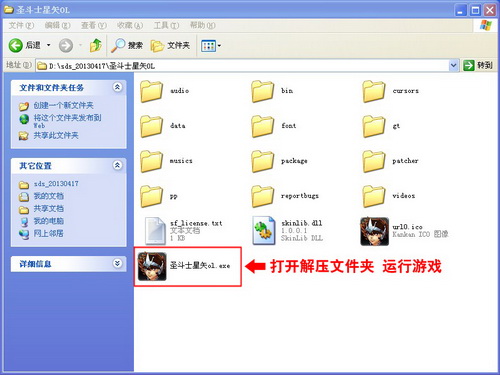 圣斗士星矢OL
文件(F) 编辑(E) 查看(V) 收藏(A) 工具(T) 帮助(H)
后退 搜索 文件夹
地址(D) D:\sds_20130417\圣斗士星矢OL 转到
文件和文件夹任务
创建一个新文件夹
将这个文件夹发布到
Web
共享此文件夹
其它位置
sds_20130417
我的文档
共享文档
我的电脑
网上邻居
详细信息
audio bin cursors
data font gt
musics package patcher
pp reportbugs videos
sf_license.txt
文本文档
1 KB
skinlib.dll
1.0.0.1
SkinLib DLL
url0.ico
Kankan ICO 图像
圣斗士星矢ol.exe
打开解压文件夹 运行游戏